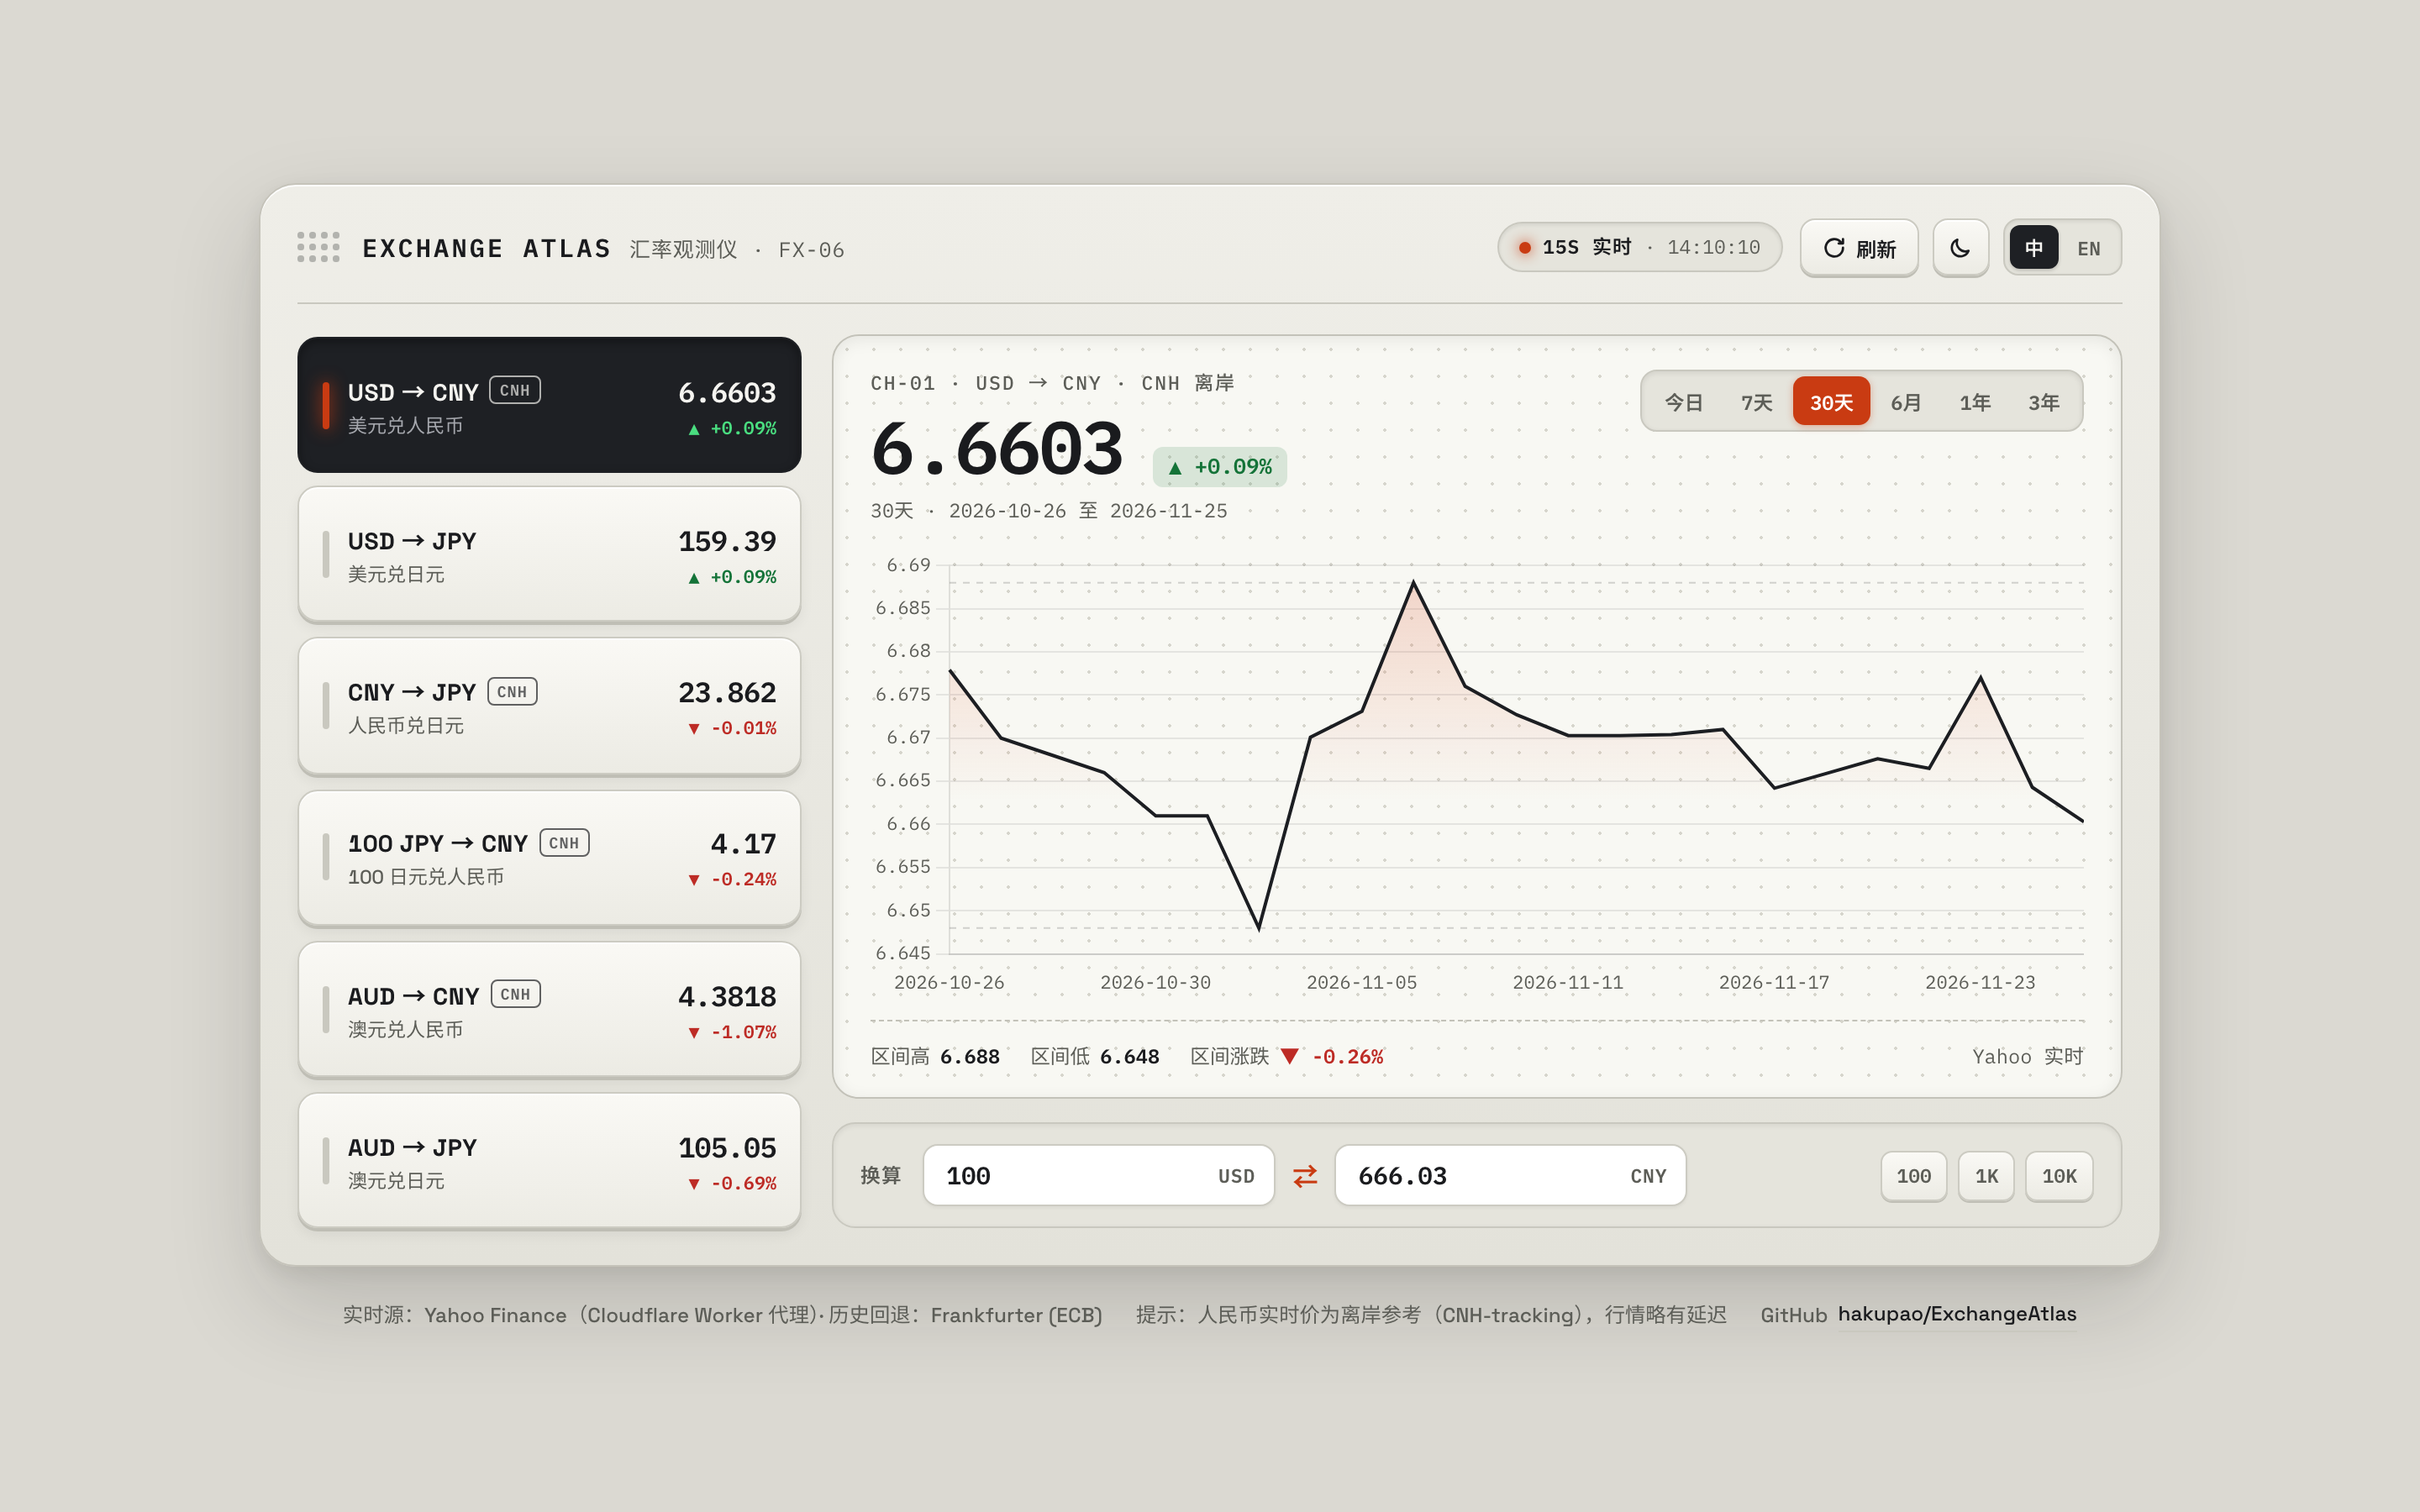 EXCHANGE ATLAS 汇率观测仪 · FX-06
15S 实时 · 14:10:10
刷新
中 EN
USD → CNY CNH 6.6603
美元兑人民币 ▲ +0.09%
USD → JPY 159.39
美元兑日元 ▲ +0.09%
CNY → JPY CNH 23.862
人民币兑日元 ▼ -0.01%
100 JPY → CNY CNH 4.17
100 日元兑人民币 ▼ -0.24%
AUD → CNY CNH 4.3818
澳元兑人民币 ▼ -1.07%
AUD → JPY 105.05
澳元兑日元 ▼ -0.69%
CH-01 · USD → CNY · CNH 离岸
6.6603 ▲ +0.09%
30天 · 2026-10-26 至 2026-11-25
今日 7天 30天 6月 1年 3年
6.69
6.685
6.68
6.675
6.67
6.665
6.66
6.655
6.65
6.645
2026-10-26 2026-10-30 2026-11-05 2026-11-11 2026-11-17 2026-11-23
区间高 6.688 区间低 6.648 区间涨跌 ▼ -0.26% Yahoo 实时
换算 100 USD ⇄ 666.03 CNY 100 1K 10K
实时源：Yahoo Finance（Cloudflare Worker 代理）· 历史回退：Frankfurter (ECB) 提示：人民币实时价为离岸参考（CNH-tracking），行情略有延迟 GitHub hakupao/ExchangeAtlas